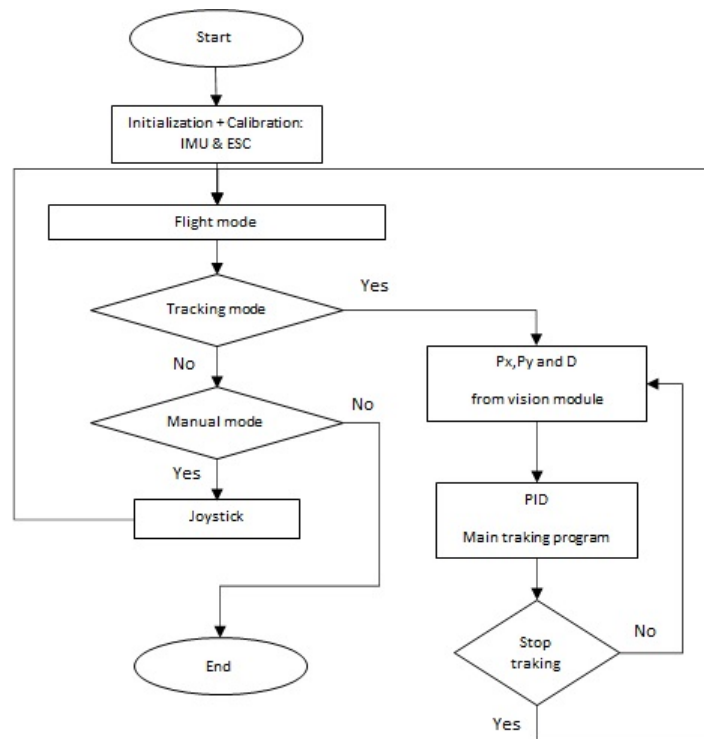 Start
Initialization + Calibration:
IMU & ESC
Flight mode
Tracking mode
Yes
No
Px,Py and D
from vision module
Manual mode
No
Yes
Joystick
PID
Main traking program
End
Stop
traking
No
Yes